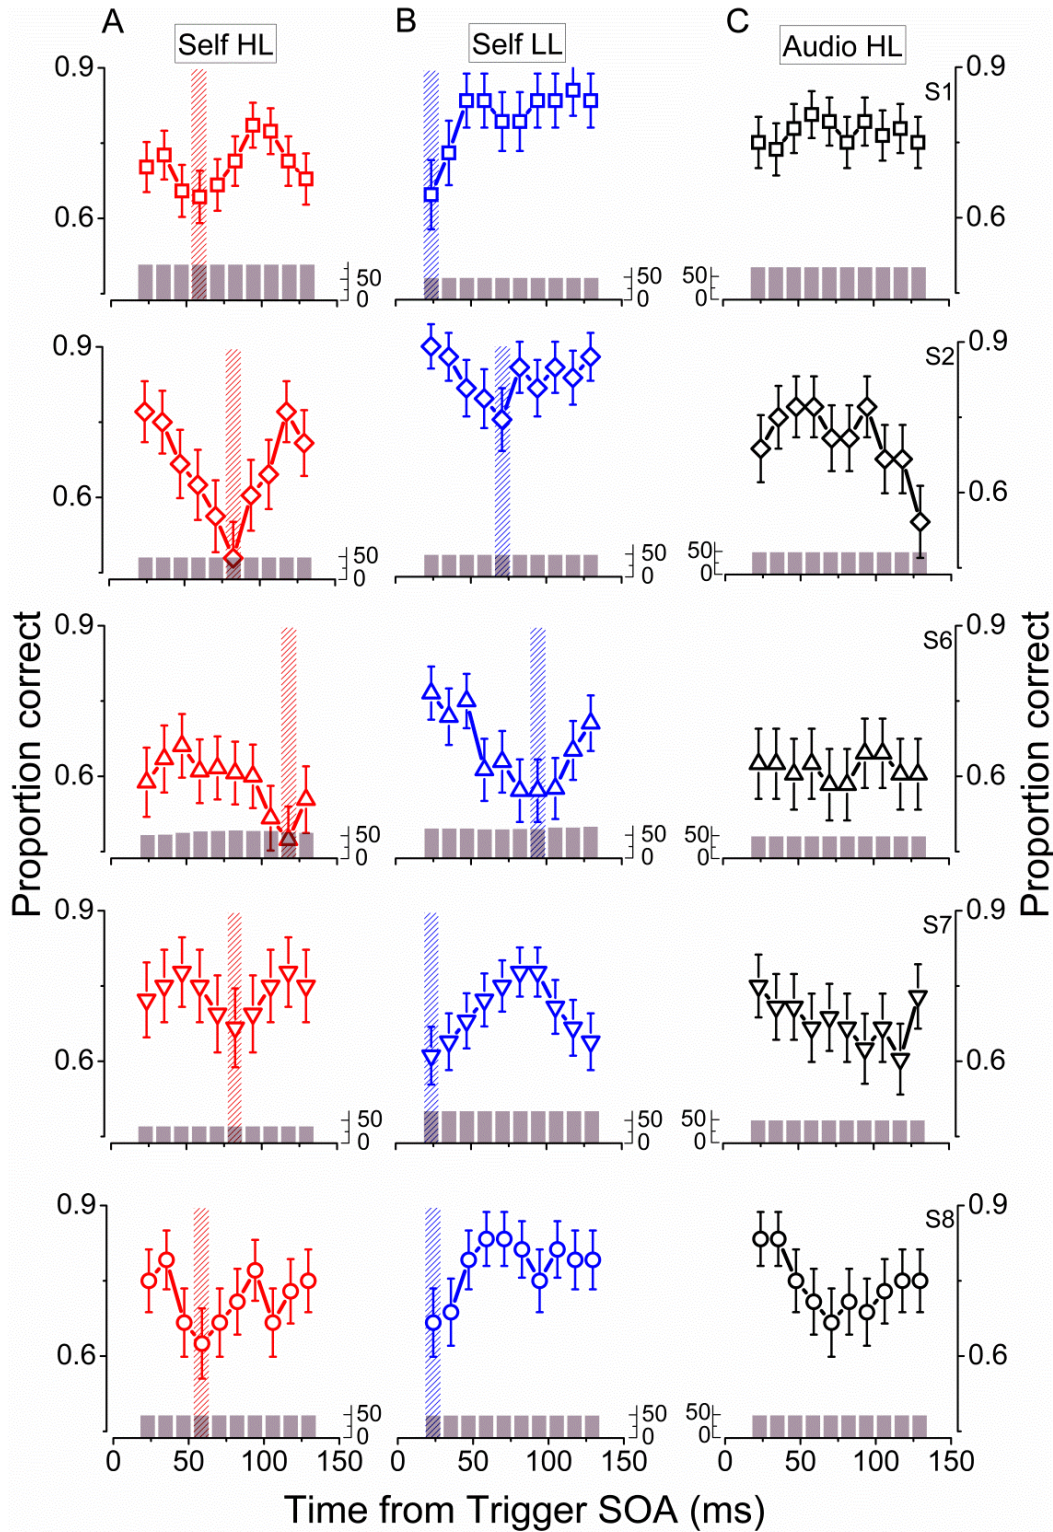 A B C
Self HL Self LL Audio HL
0.9 0.9
S1
0.6 0.6
50 50 50
0 0 0
0.9 0.9
S2
0.6 0.6
50 50 50
0 0 0
0.9 0.9
S6
0.6 0.6
50 50 50
0 0 0
Proportion correct Proportion correct
0.9 0.9
S7
0.6 0.6
50 50 50
0 0 0
0.9 0.9
S8
0.6 0.6
50 50 50
0 0 0
0 50 100 150 0 50 100 150 0 50 100 150
Time from Trigger SOA (ms)